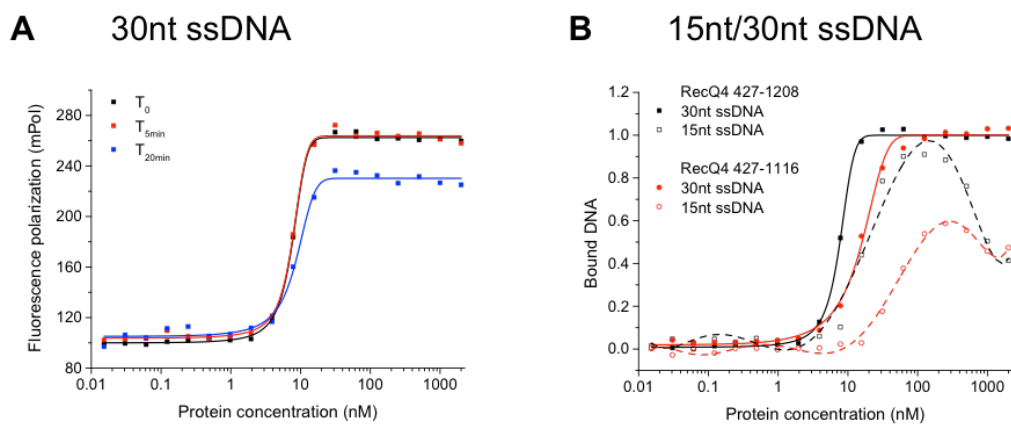 A 30nt ssDNA
280
240
200
160
120
80
Fluorescence polarization (mPol)
T0
T5min
T20min
0.01 0.1 1 10 100 1000
Protein concentration (nM)
B 15nt/30nt ssDNA
1.2
1.0
0.8
0.6
0.4
0.2
0.0
Bound DNA
RecQ4 427-1208
30nt ssDNA
15nt ssDNA
RecQ4 427-1116
30nt ssDNA
15nt ssDNA
0.01 0.1 1 10 100 1000
Protein concentration (nM)